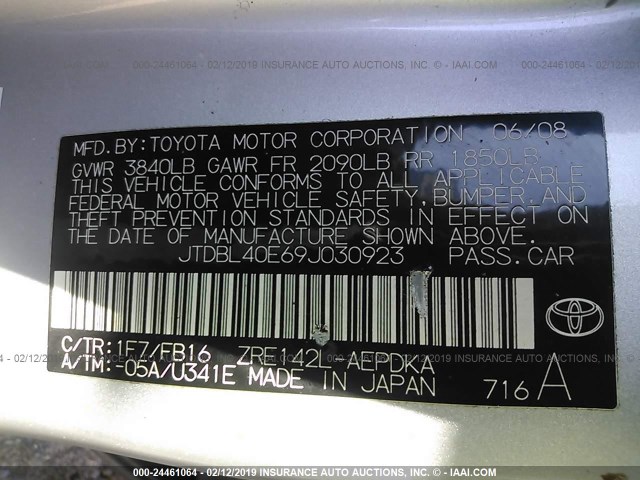 000-24461064 - 02/12/2019 INSURANCE AUTO AUCTIONS, INC. - © - IAAI.COM
MFD.BY:TOYOTA MOTOR CORPORATION 06/08
GVWR 3840LB GAWR FR 2090LB RR 1850LB
THIS VEHICLE CONFORMS TO ALL APPLICABLE
FEDERAL MOTOR VEHICLE SAFETY,BUMPER,AND
THEFT PREVENTION STANDARDS IN EFFECT ON
THE DATE OF MANUFACTURE SHOWN ABOVE.
JTDBL40E69J030923 PASS.CAR
C/TR:1F7/FB16 ZRE142L-AEPDKA
A/TM:-05A/U341E MADE IN JAPAN
716 A
000-24461064 - 02/12/2019 INSURANCE AUTO AUCTIONS, INC. - © - IAAI.COM